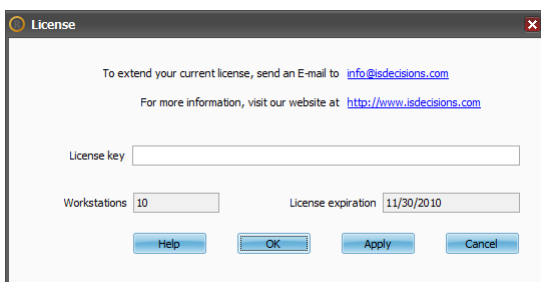 License
To extend your current license, send an E-mail to info@isdecisions.com
For more information, visit our website at http://www.isdecisions.com
License key
Workstations 10 License expiration 11/30/2010
Help OK Apply Cancel